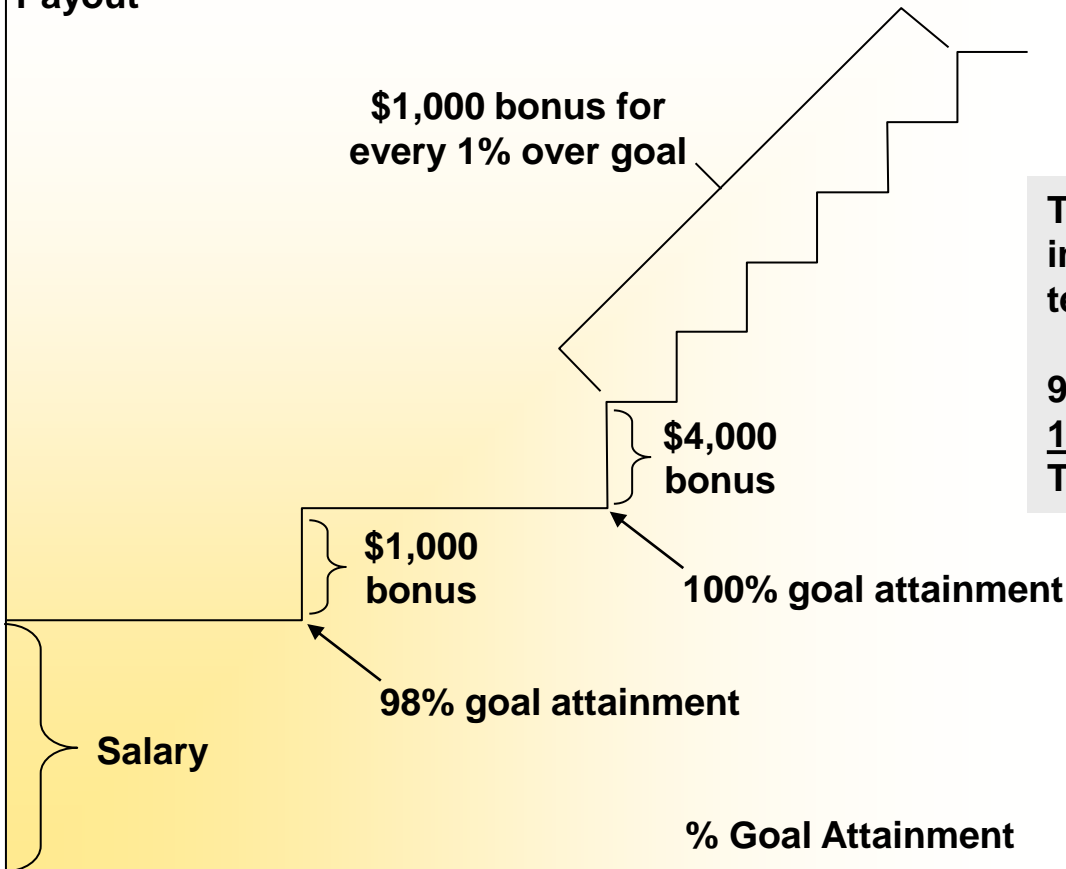 Payout
$1,000 bonus for
every 1% over goal
$4,000
bonus
$1,000
bonus
100% goal attainment
98% goal attainment
Salary
% Goal Attainment